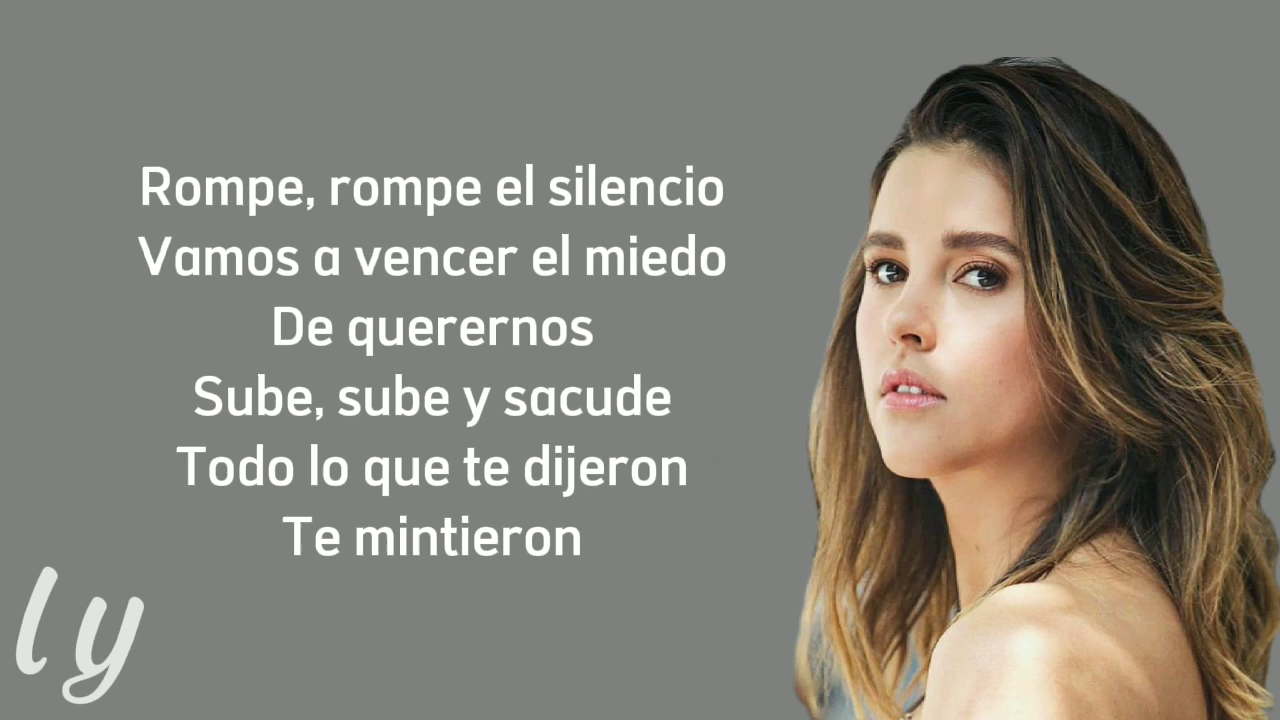 Rompe, rompe el silencio
Vamos a vencer el miedo
De querernos
Sube, sube y sacude
Todo lo que te dijeron
Te mintieron
ly